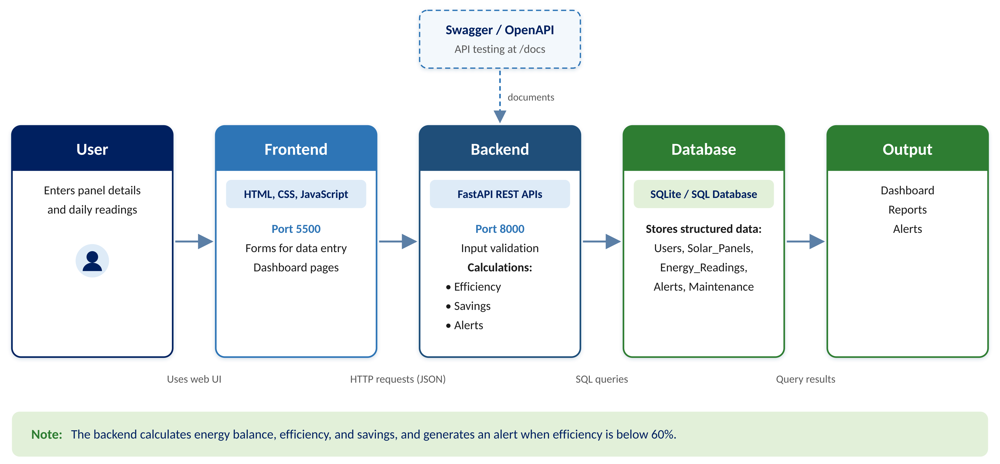 Swagger / OpenAPI
API testing at /docs
documents
User
Enters panel details
and daily readings
Frontend
HTML, CSS, JavaScript
Port 5500
Forms for data entry
Dashboard pages
Backend
FastAPI REST APIs
Port 8000
Input validation
Calculations:
• Efficiency
• Savings
• Alerts
Database
SQLite / SQL Database
Stores structured data:
Users, Solar_Panels,
Energy_Readings,
Alerts, Maintenance
Output
Dashboard
Reports
Alerts
Uses web UI
HTTP requests (JSON)
SQL queries
Query results
Note: The backend calculates energy balance, efficiency, and savings, and generates an alert when efficiency is below 60%.